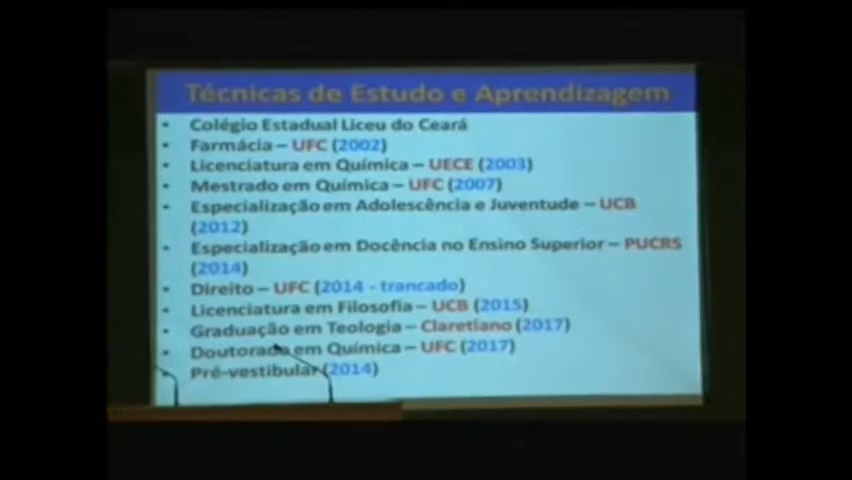 Técnicas de Estudo e Aprendizagem
• Colégio Estadual Liceu do Ceará
• Farmácia – UFC (2002)
• Licenciatura em Química – UECE (2003)
• Mestrado em Química – UFC (2007)
• Especialização em Adolescência e Juventude – UCB
(2012)
• Especialização em Docência no Ensino Superior – PUCRS
(2014)
• Direito – UFC (2014 - trancado)
• Licenciatura em Filosofia – UCB (2015)
• Graduação em Teologia – Claretiano (2017)
• Doutorado em Química – UFC (2017)
• Pré-vestibular (2014)